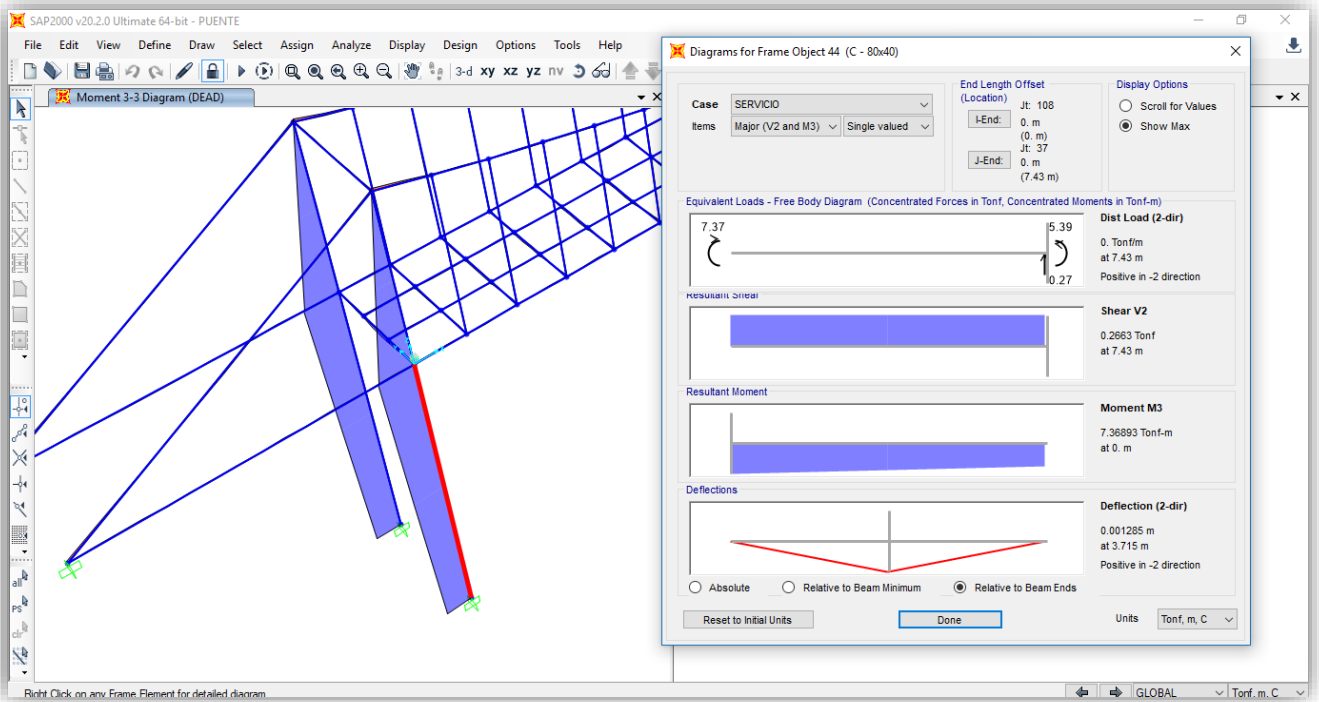 SAP2000 v20.2.0 Ultimate 64-bit - PUENTE
File Edit View Define Draw Select Assign Analyze Display Design Options Tools Help
3-d xy xz yz nv
Moment 3-3 Diagram (DEAD)
Diagrams for Frame Object 44 (C - 80x40)
Case SERVICIO
Items Major (V2 and M3) Single valued
End Length Offset
(Location)
Jt: 108
I-End: 0. m
(0. m)
Jt: 37
J-End: 0. m
(7.43 m)
Display Options
Scroll for Values
Show Max
Equivalent Loads - Free Body Diagram (Concentrated Forces in Tonf, Concentrated Moments in Tonf-m)
7.37
5.39
0.27
Dist Load (2-dir)
0. Tonf/m
at 7.43 m
Positive in -2 direction
Resultant Shear
Shear V2
0.2663 Tonf
at 7.43 m
Resultant Moment
Moment M3
7.36893 Tonf-m
at 0. m
Deflections
Deflection (2-dir)
0.001285 m
at 3.715 m
Positive in -2 direction
Absolute Relative to Beam Minimum Relative to Beam Ends
Reset to Initial Units Done Units Tonf, m, C
all
PS
clr
Right Click on any Frame Element for detailed diagram
GLOBAL Tonf, m, C